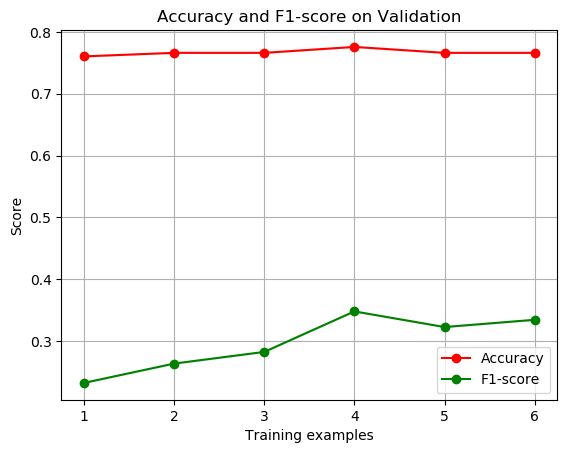 Accuracy and F1-score on Validation
0.8
0.7
0.6
0.5
0.4
0.3
Score
1 2 3 4 5 6
Training examples
Accuracy
F1-score